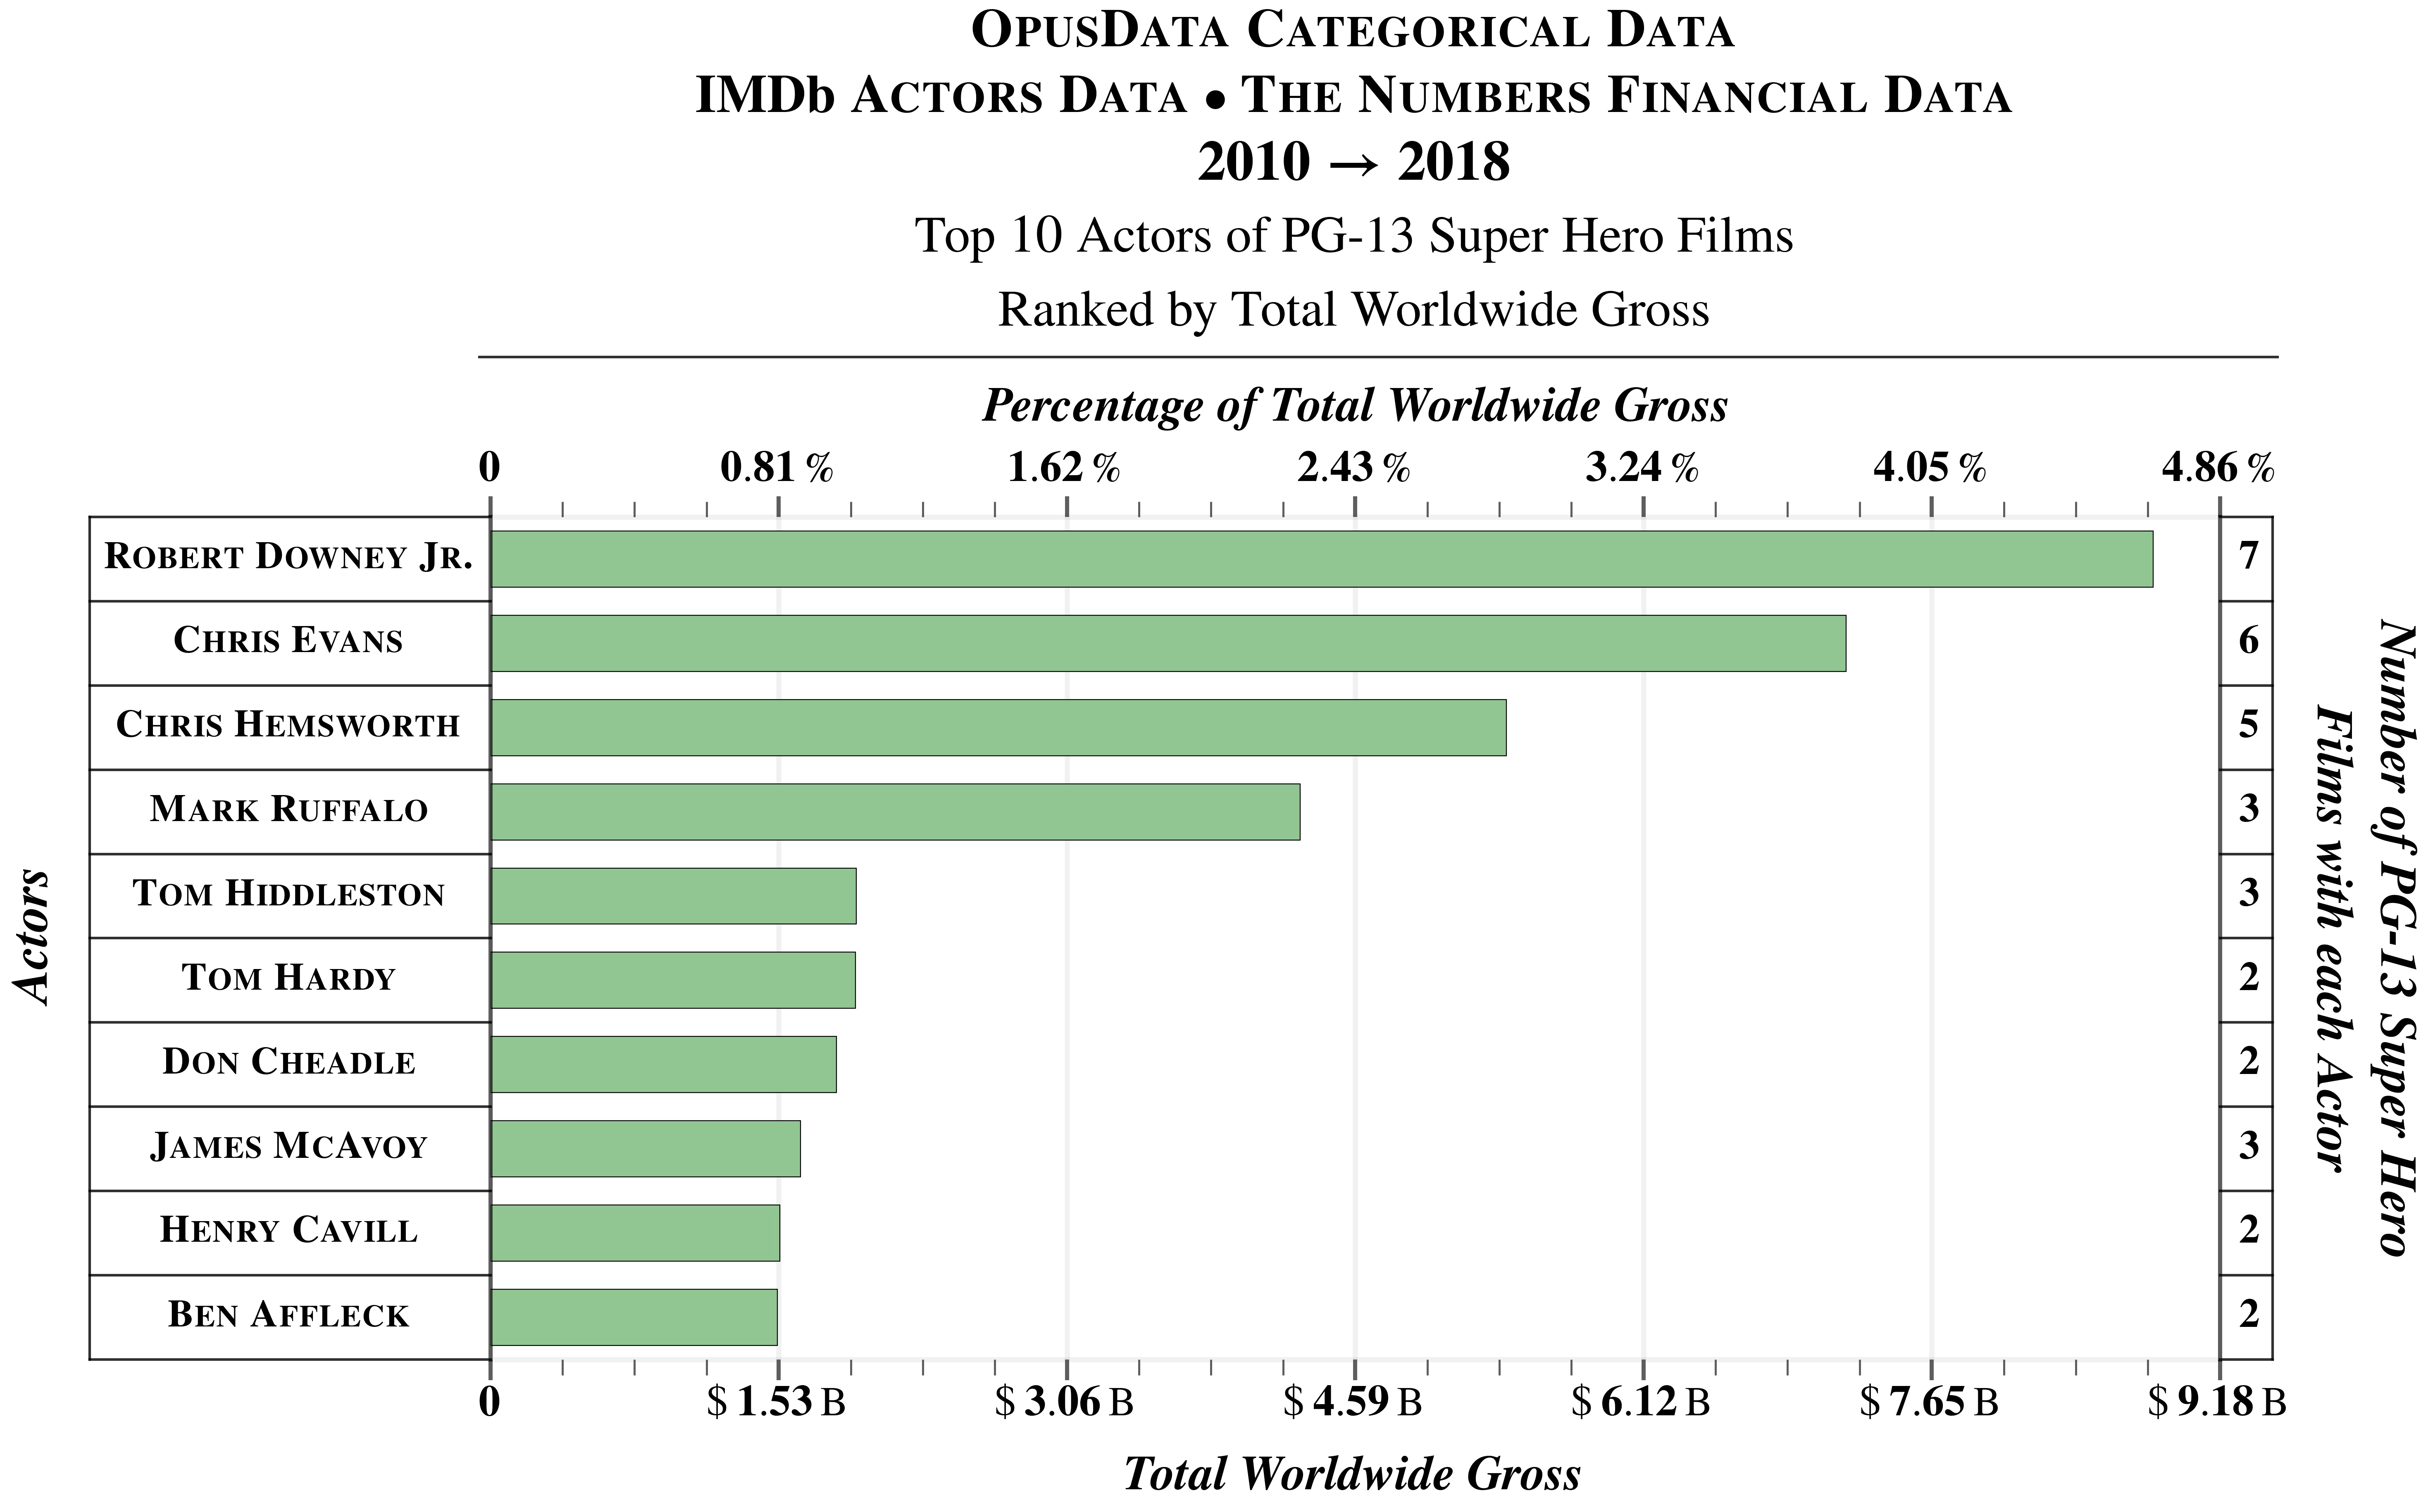 OpusData Categorical Data
IMDb Actors Data • The Numbers Financial Data
2010 → 2018
Top 10 Actors of PG-13 Super Hero Films
Ranked by Total Worldwide Gross
Percentage of Total Worldwide Gross
0 0.81 % 1.62 % 2.43 % 3.24 % 4.05 % 4.86 %
Robert Downey Jr. 7
Chris Evans 6
Chris Hemsworth 5
Mark Ruffalo 3
Tom Hiddleston 3
Tom Hardy 2
Don Cheadle 2
James McAvoy 3
Henry Cavill 2
Ben Affleck 2
Actors
Number of PG-13 Super Hero
Films with each Actor
0 $ 1.53 B $ 3.06 B $ 4.59 B $ 6.12 B $ 7.65 B $ 9.18 B
Total Worldwide Gross